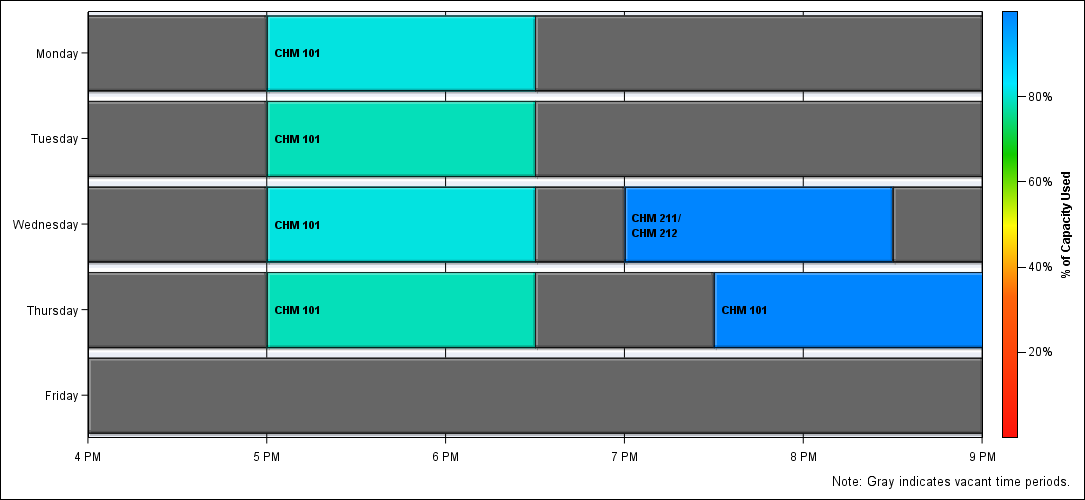 Monday
CHM 101
Tuesday
CHM 101
Wednesday
CHM 101
CHM 211/
CHM 212
Thursday
CHM 101
CHM 101
Friday
4 PM
5 PM
6 PM
7 PM
8 PM
9 PM
80%
60%
40%
20%
% of Capacity Used
Note: Gray indicates vacant time periods.